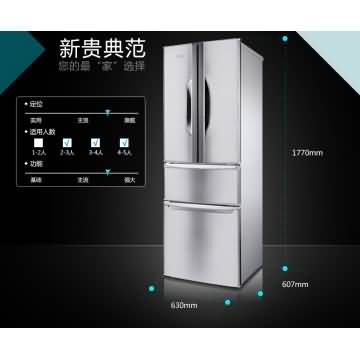 新贵典范
您的最“家”选择
• 定位
实用 主流 旗舰
• 适用人数
1-2人 2-3人 3-4人 4-5人
• 功能
基础 主流 强大
1770mm
607mm
630mm